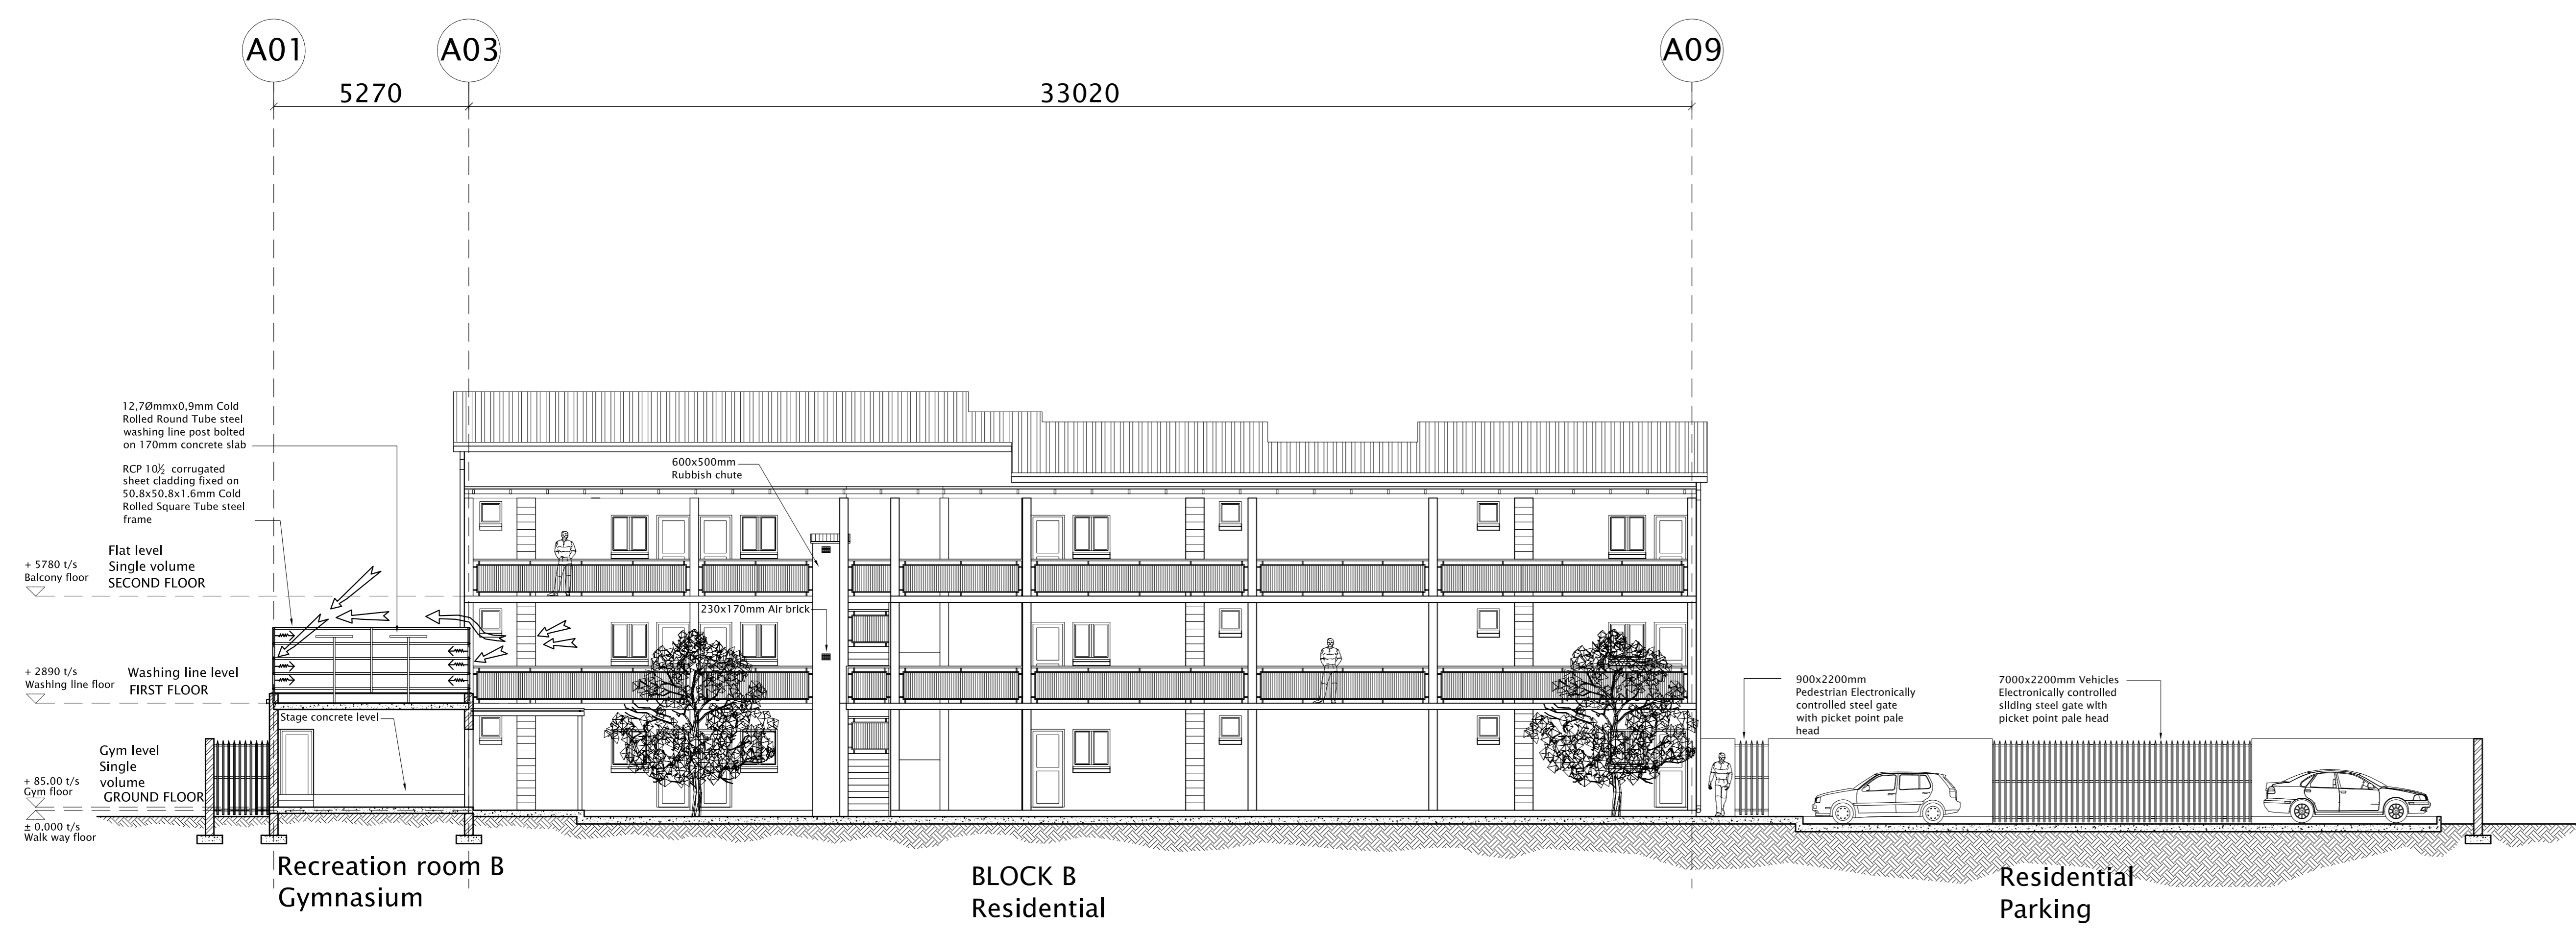 A01
A03
A09
5270
33020
12,7Ømmx0,9mm Cold
Rolled Round Tube steel
washing line post bolted
on 170mm concrete slab
RCP 10½ corrugated
sheet cladding fixed on
50.8x50.8x1.6mm Cold
Rolled Square Tube steel
frame
600x500mm
Rubbish chute
Flat level
Single volume
SECOND FLOOR
+ 5780 t/s
Balcony floor
230x170mm Air brick
+ 2890 t/s
Washing line floor
Washing line level
FIRST FLOOR
900x2200mm
Pedestrian Electronically
controlled steel gate
with picket point pale
head
7000x2200mm Vehicles
Electronically controlled
sliding steel gate with
picket point pale head
Stage concrete level
Gym level
Single
volume
GROUND FLOOR
+ 85.00 t/s
Gym floor
± 0.000 t/s
Walk way floor
Recreation room B
Gymnasium
BLOCK B
Residential
Residential
Parking